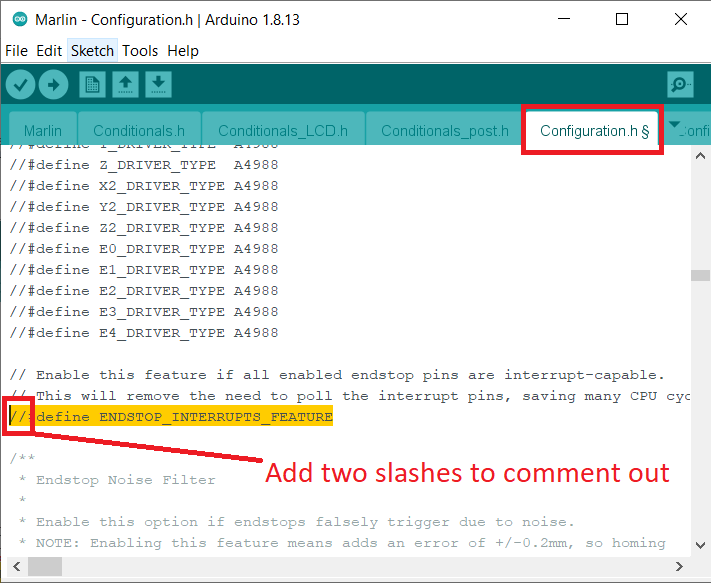 Marlin - Configuration.h | Arduino 1.8.13
File Edit Sketch Tools Help
Marlin Conditionals.h Conditionals_LCD.h Conditionals_post.h Configuration.h §
//#define Y_DRIVER_TYPE A4988
//#define Z_DRIVER_TYPE A4988
//#define X2_DRIVER_TYPE A4988
//#define Y2_DRIVER_TYPE A4988
//#define Z2_DRIVER_TYPE A4988
//#define E0_DRIVER_TYPE A4988
//#define E1_DRIVER_TYPE A4988
//#define E2_DRIVER_TYPE A4988
//#define E3_DRIVER_TYPE A4988
//#define E4_DRIVER_TYPE A4988
// Enable this feature if all enabled endstop pins are interrupt-capable.
// This will remove the need to poll the interrupt pins, saving many CPU cyc
//#define ENDSTOP_INTERRUPTS_FEATURE
/**
* Endstop Noise Filter
*
* Enable this option if endstops falsely trigger due to noise.
* NOTE: Enabling this feature means adds an error of +/-0.2mm, so homing
Add two slashes to comment out